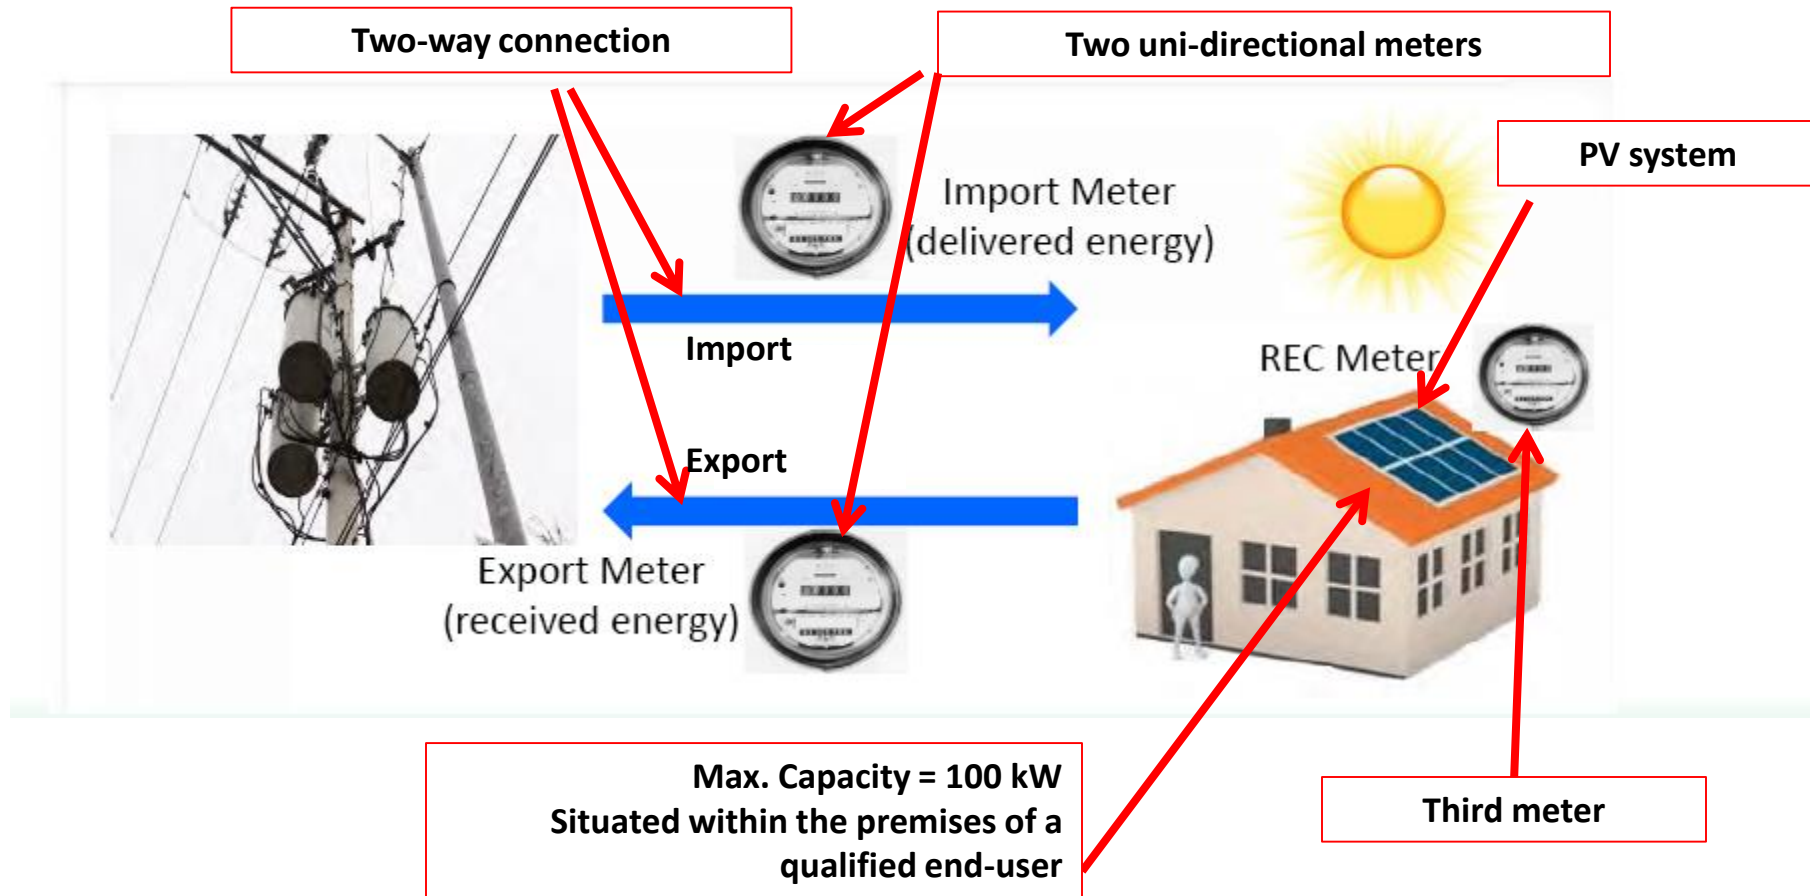 Two-way connection
Two uni-directional meters
PV system
Import Meter
(delivered energy)
Import
REC Meter
Export
Export Meter
(received energy)
Max. Capacity = 100 kW
Situated within the premises of a
qualified end-user
Third meter